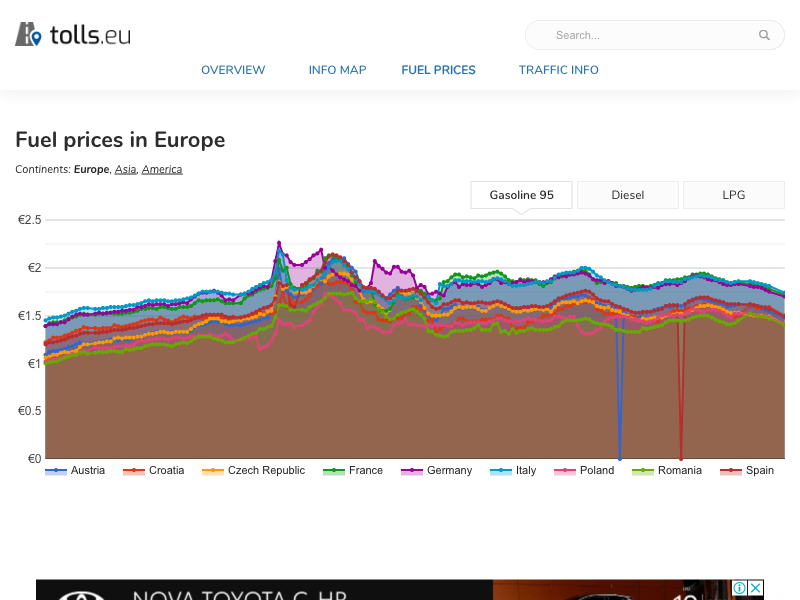 tolls.eu
Search...
OVERVIEW INFO MAP FUEL PRICES TRAFFIC INFO
Fuel prices in Europe
Continents: Europe, Asia, America
Gasoline 95 Diesel LPG
€2.5
€2
€1.5
€1
€0.5
€0
Austria Croatia Czech Republic France Germany Italy Poland Romania Spain
NOVA TOYOTA C-HR